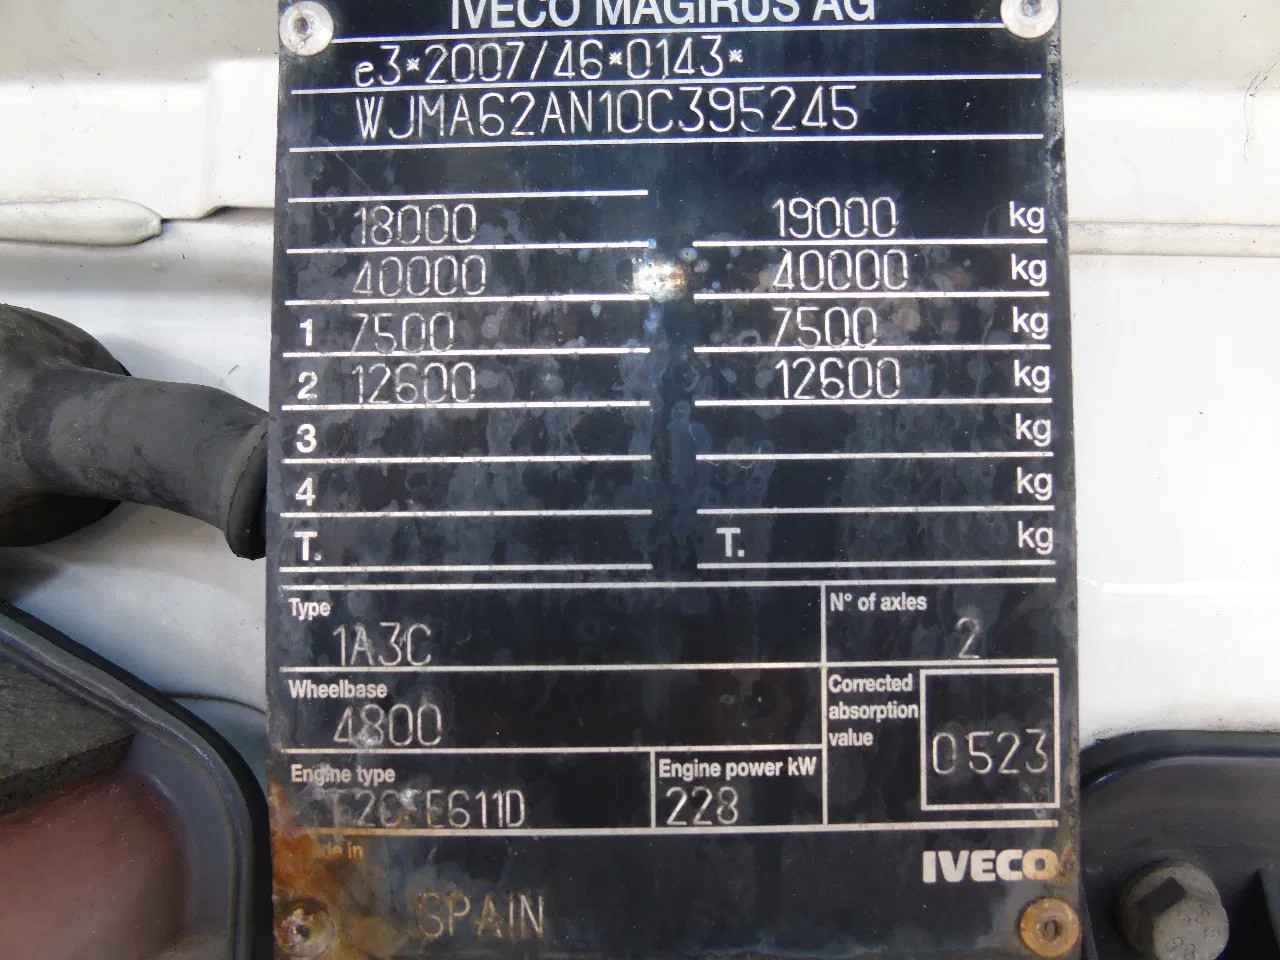 IVECO MAGIRUS AG
e3*2007/46*0143*
WJMA62AN10C395245
18000 19000 kg
40000 40000 kg
1 7500 7500 kg
2 12600 12600 kg
3 kg
4 kg
T. T. kg
Type N° of axles
1A3C 2
Wheelbase Corrected absorption value
4800 0523
Engine type Engine power kW
228
in
IVECO
SPAIN